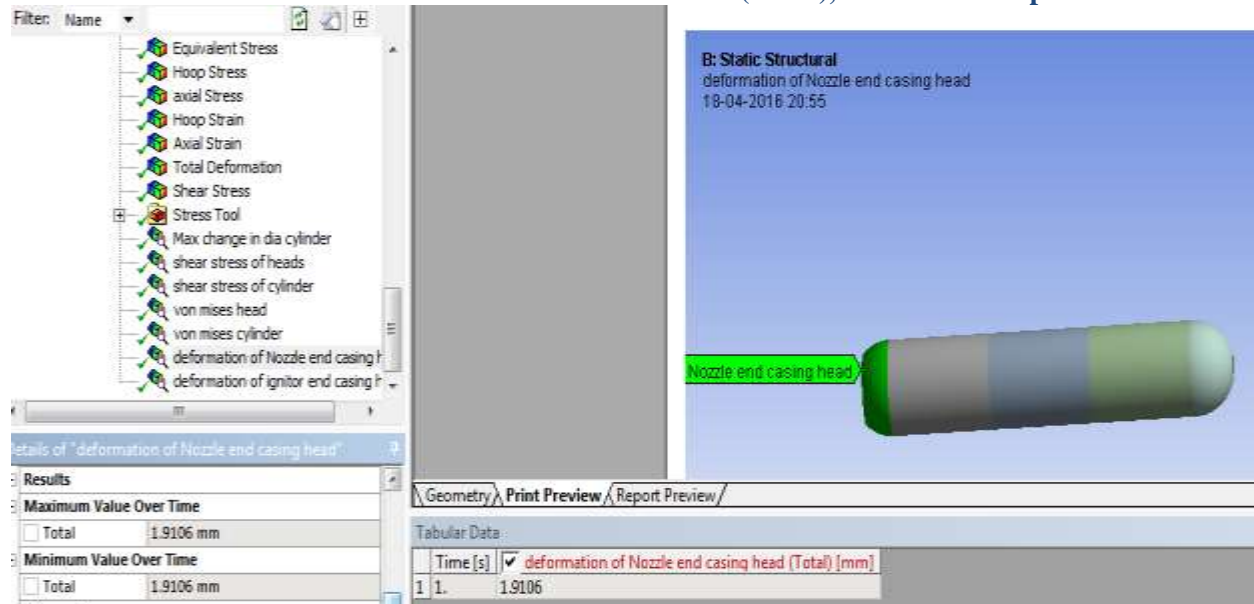 Filter: Name
Equivalent Stress
Hoop Stress
axial Stress
Hoop Strain
Axial Strain
Total Deformation
Shear Stress
Stress Tool
Max change in dia cylinder
shear stress of heads
shear stress of cylinder
von mises head
von mises cylinder
deformation of Nozzle end casing h
deformation of ignitor end casing h
etails of "deformation of Nozzle end casing head"
Results
Maximum Value Over Time
Total 1.9106 mm
Minimum Value Over Time
Total 1.9106 mm
B: Static Structural
deformation of Nozzle end casing head
18-04-2016 20:55
Nozzle end casing head
Geometry Print Preview Report Preview
Tabular Data
Time [s] deformation of Nozzle end casing head (Total) [mm]
1 1. 1.9106